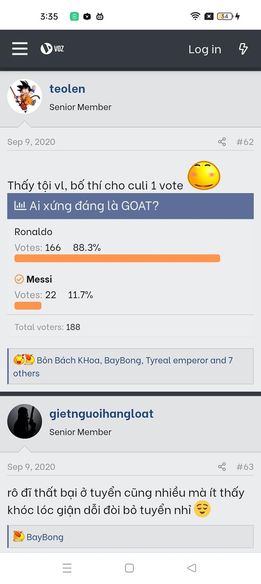 3:35
34
VOZ
Log in
teolen
Senior Member
Sep 9, 2020
#62
Thấy tội vl, bố thí cho culi 1 vote
Ai xứng đáng là GOAT?
Ronaldo
Votes: 166 88.3%
Messi
Votes: 22 11.7%
Total voters: 188
Bôn Bách KHoa, BayBong, Tyreal emperor and 7
others
gietnguoihangloat
Senior Member
Sep 9, 2020
#63
rô đĩ thất bại ở tuyển cũng nhiều mà ít thấy
khóc lóc giận dỗi đòi bỏ tuyển nhỉ
BayBong